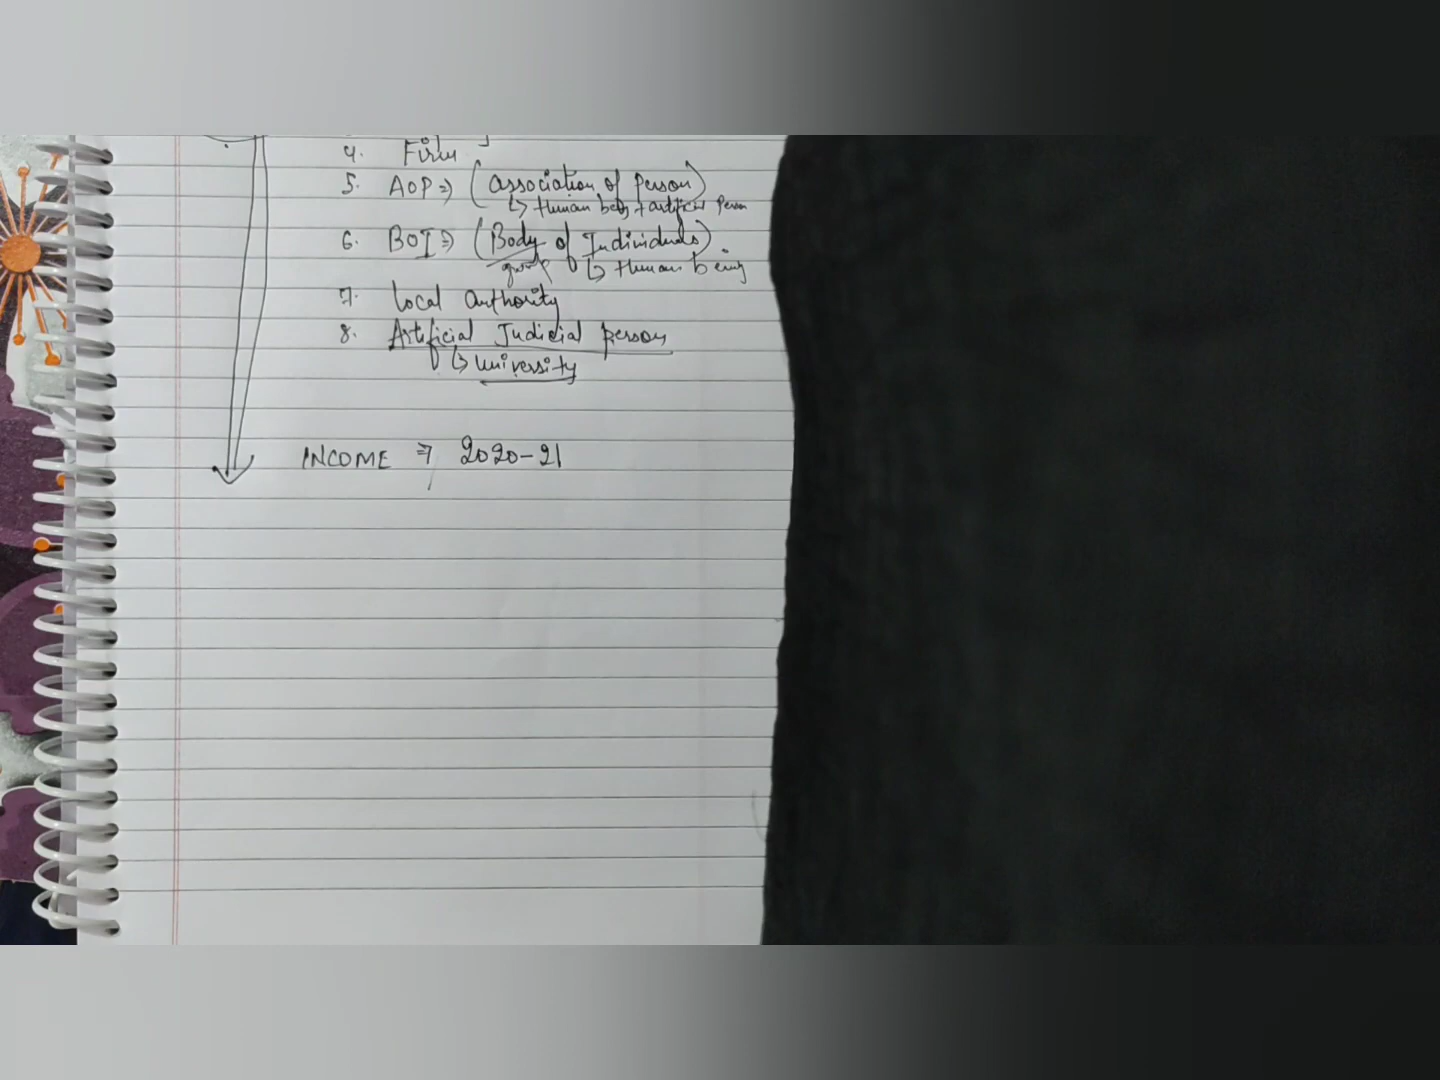 4. Firm
5. AOP => (Association of Person)
↳ Human being + artificial Person
6. BOI => (Body of Individuals)
group ↳ Human being
7. Local authority
8. Artificial Judicial person
↳ University
INCOME => 2020-21